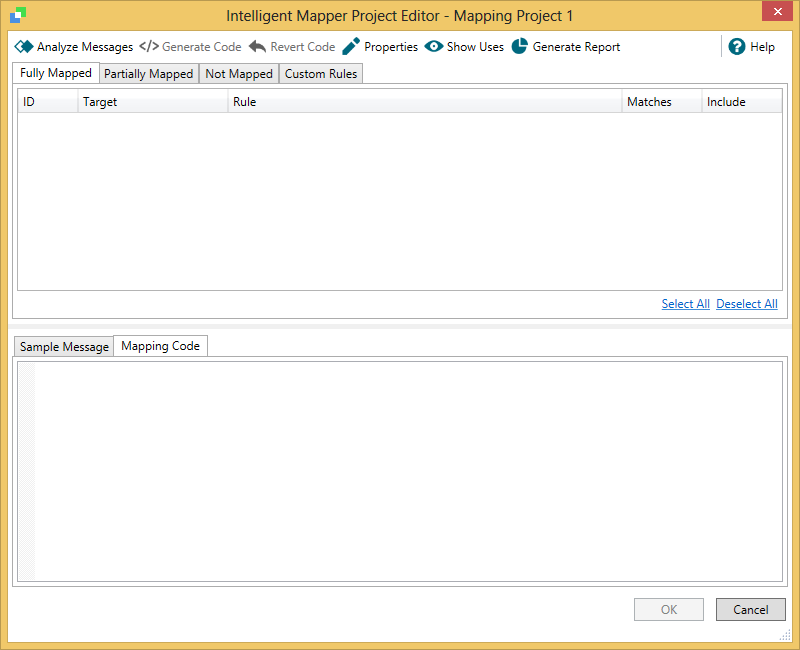 Intelligent Mapper Project Editor - Mapping Project 1
Analyze Messages </> Generate Code Revert Code Properties Show Uses Generate Report ? Help
Fully Mapped Partially Mapped Not Mapped Custom Rules
ID Target Rule Matches Include
Select All Deselect All
Sample Message Mapping Code
OK Cancel